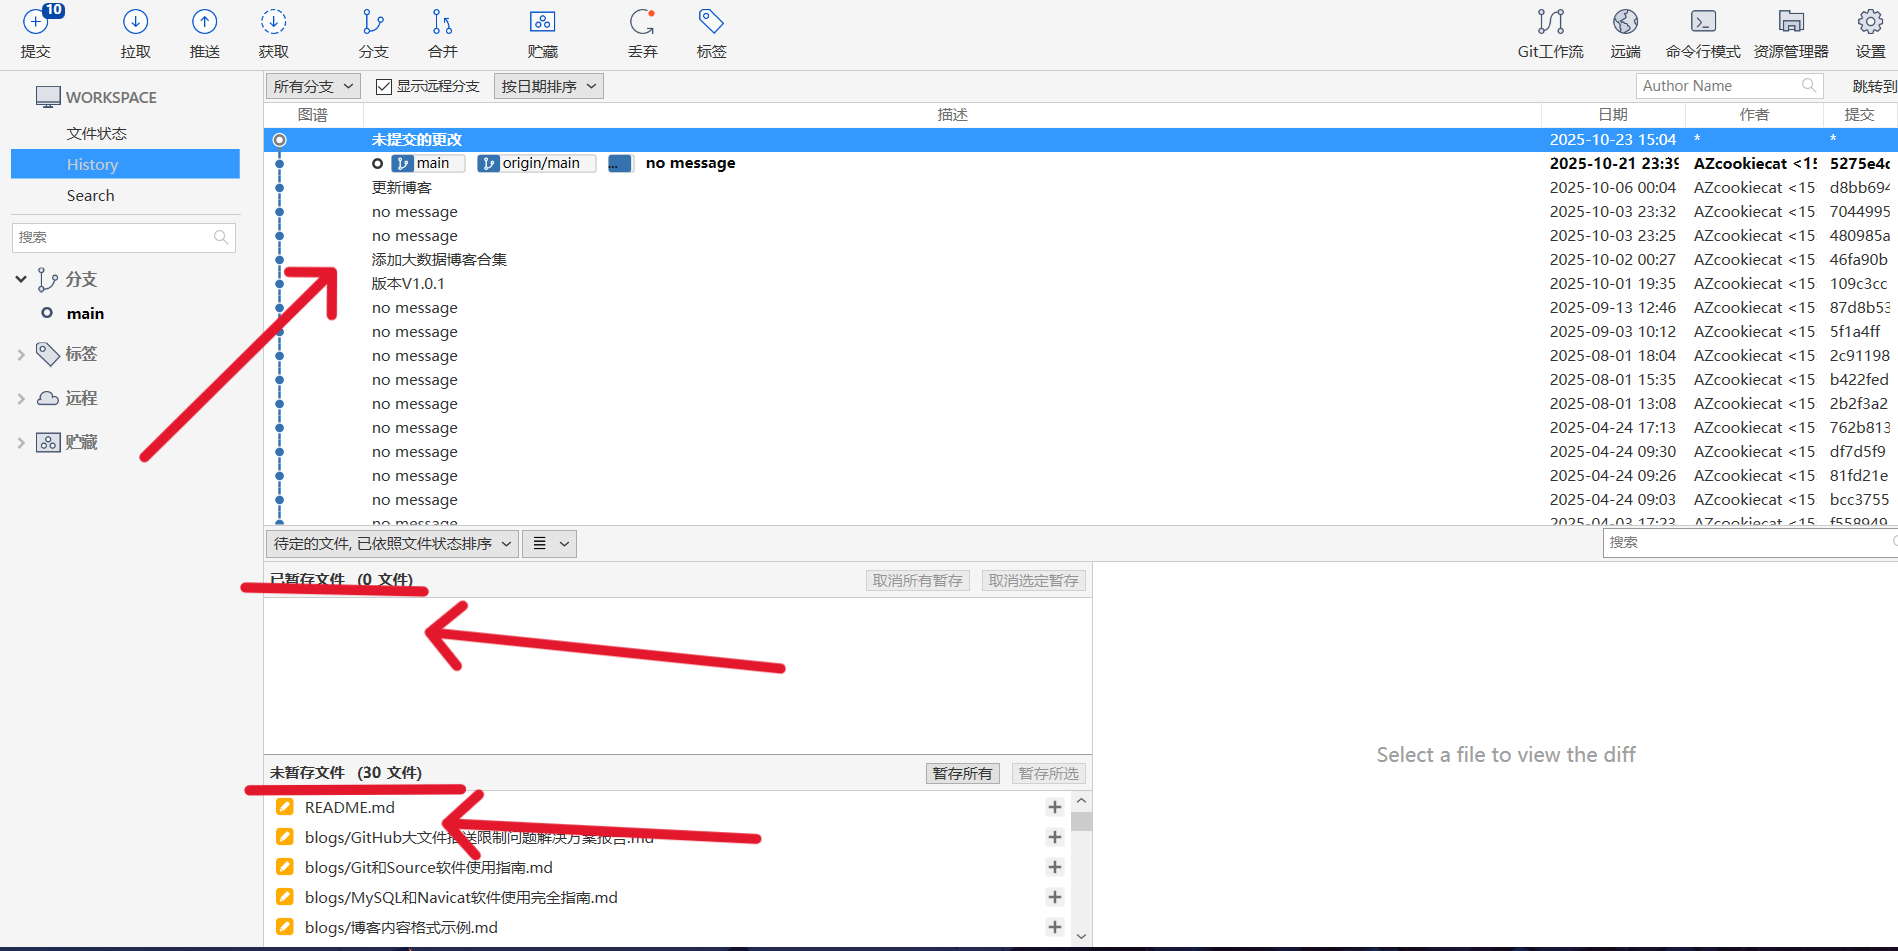 10
提交 拉取 推送 获取 分支 合并 贮藏 丢弃 标签 Git工作流 远端 命令行模式 资源管理器 设置
WORKSPACE
文件状态
History
Search
搜索
分支
main
标签
远程
贮藏
所有分支 显示远程分支 按日期排序 Author Name 跳转到
图谱 描述 日期 作者 提交
未提交的更改 2025-10-23 15:04 * *
main origin/main ... no message 2025-10-21 23:39 AZcookiecat <15 5275e4c
更新博客 2025-10-06 00:04 AZcookiecat <15 d8bb694
no message 2025-10-03 23:32 AZcookiecat <15 7044995
no message 2025-10-03 23:25 AZcookiecat <15 480985a
添加大数据博客合集 2025-10-02 00:27 AZcookiecat <15 46fa90b
版本V1.0.1 2025-10-01 19:35 AZcookiecat <15 109c3cc
no message 2025-09-13 12:46 AZcookiecat <15 87d8b53
no message 2025-09-03 10:12 AZcookiecat <15 5f1a4ff
no message 2025-08-01 18:04 AZcookiecat <15 2c91198
no message 2025-08-01 15:35 AZcookiecat <15 b422fed
no message 2025-08-01 13:08 AZcookiecat <15 2b2f3a2
no message 2025-04-24 17:13 AZcookiecat <15 762b813
no message 2025-04-24 09:30 AZcookiecat <15 df7d5f9
no message 2025-04-24 09:26 AZcookiecat <15 81fd21e
no message 2025-04-24 09:03 AZcookiecat <15 bcc3755
no message 2025-04-03 17:23 AZcookiecat <15 f558949
待定的文件, 已依照文件状态排序 搜索
已暂存文件 (0 文件) 取消所有暂存 取消选定暂存
Select a file to view the diff
未暂存文件 (30 文件) 暂存所有 暂存所选
README.md
blogs/GitHub大文件推送限制问题解决方案报告.md
blogs/Git和Source软件使用指南.md
blogs/MySQL和Navicat软件使用完全指南.md
blogs/博客内容格式示例.md